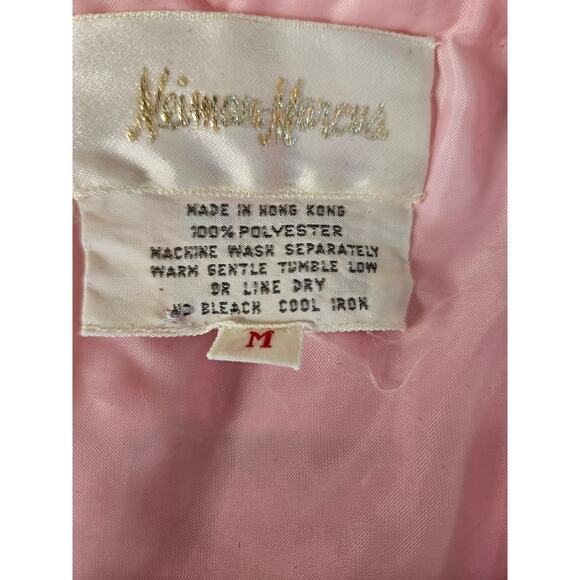 Neiman-Marcus
MADE IN HONG KONG
100% POLYESTER
MACHINE WASH SEPARATELY
WARM GENTLE TUMBLE LOW
OR LINE DRY
NO BLEACH COOL IRON
M